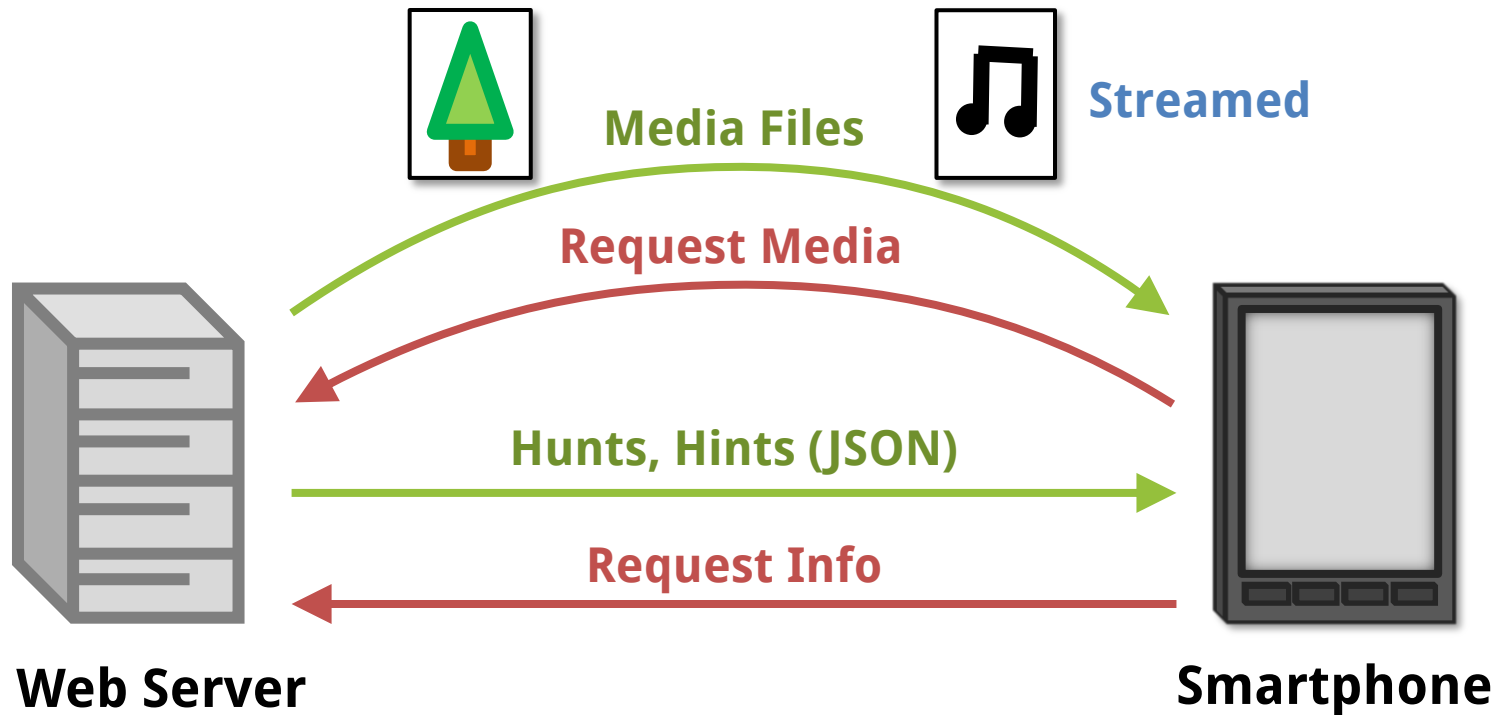 Streamed
Media Files
Request Media
Hunts, Hints (JSON)
Request Info
Web Server
Smartphone